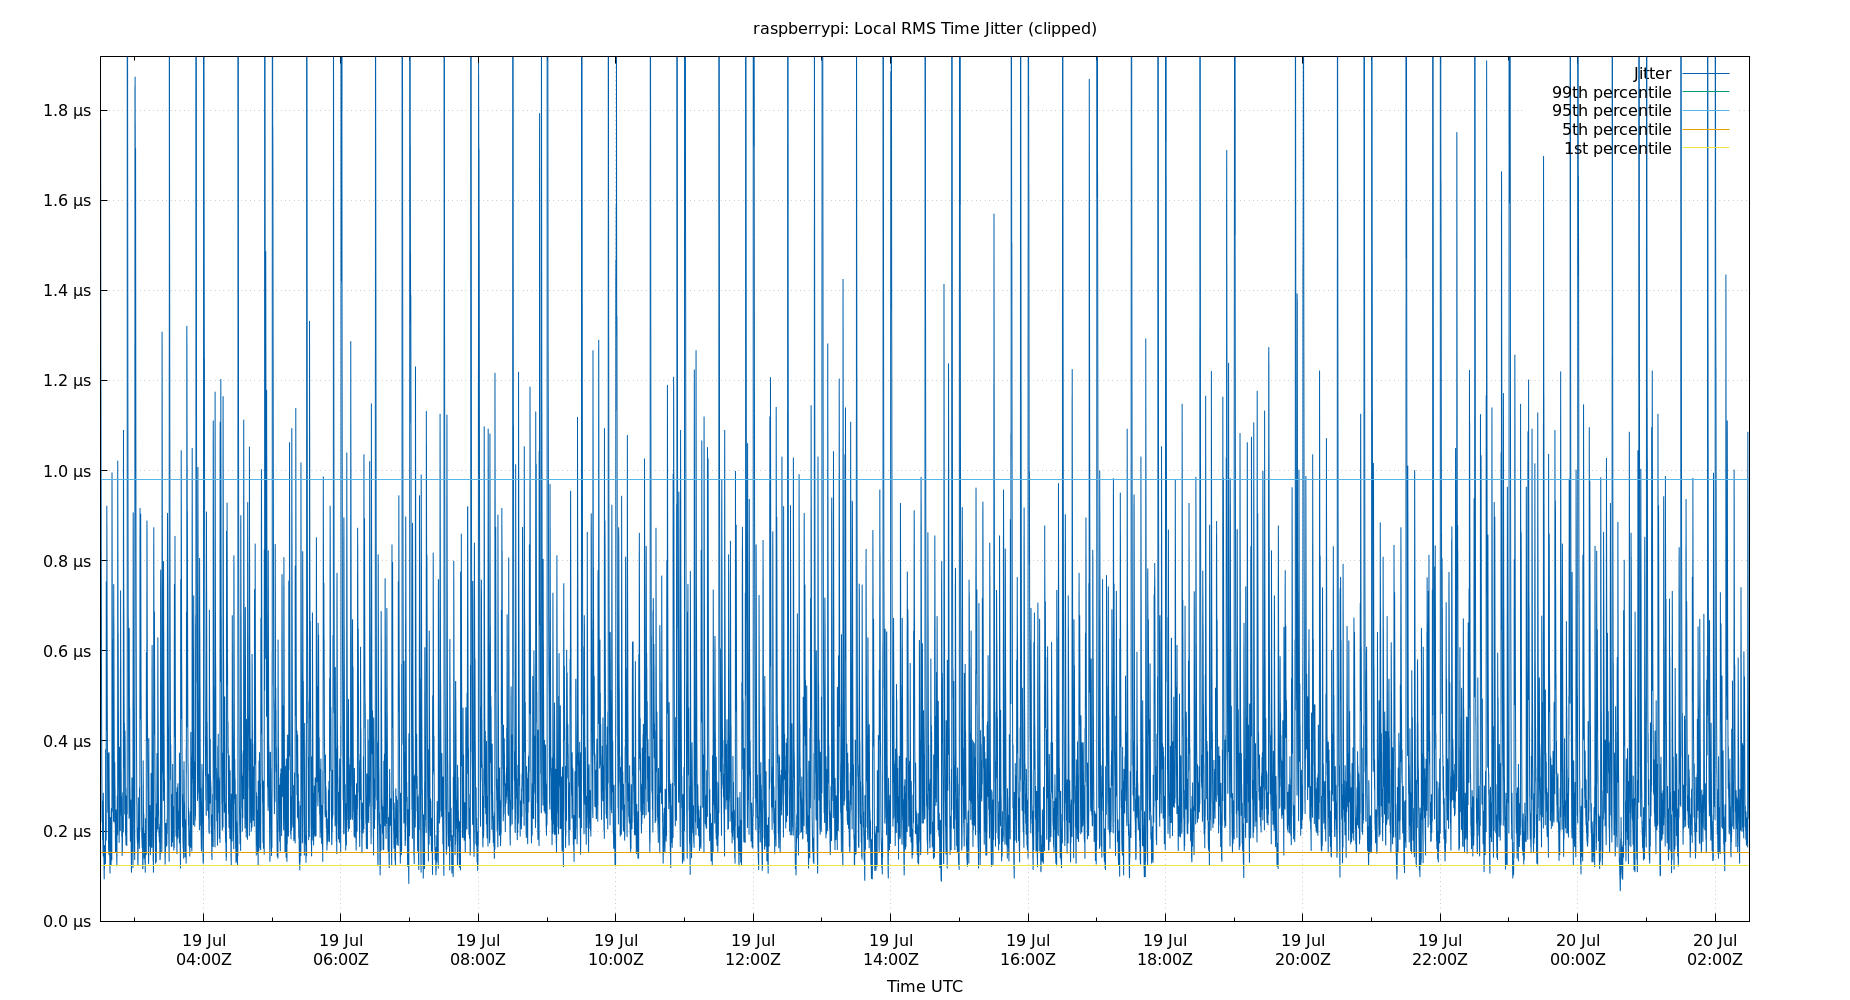 raspberrypi: Local RMS Time Jitter (clipped)
Jitter
99th percentile
95th percentile
5th percentile
1st percentile
1.8 µs
1.6 µs
1.4 µs
1.2 µs
1.0 µs
0.8 µs
0.6 µs
0.4 µs
0.2 µs
0.0 µs
19 Jul 19 Jul 19 Jul 19 Jul 19 Jul 19 Jul 19 Jul 19 Jul 19 Jul 19 Jul 20 Jul 20 Jul
04:00Z 06:00Z 08:00Z 10:00Z 12:00Z 14:00Z 16:00Z 18:00Z 20:00Z 22:00Z 00:00Z 02:00Z
Time UTC